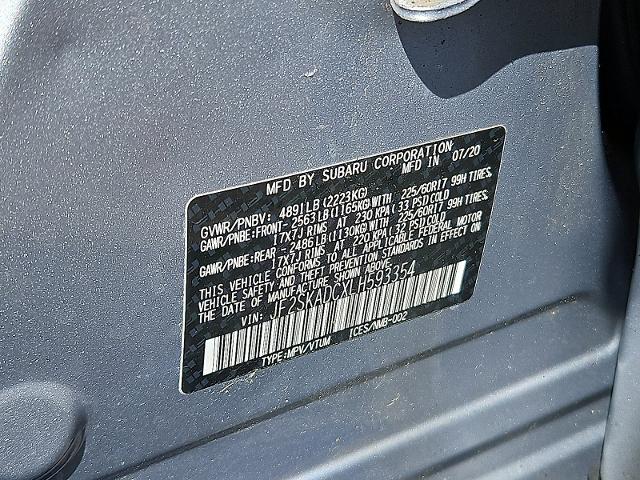 MFD BY SUBARU CORPORATION
MFD IN 07/20
GVWR/PNBV: 4891LB(2223KG)
GAWR/PNBE:FRONT-2563LB(1165KG)WITH 225/60R17 99H TIRES,
17X7J RIMS AT 230 KPA(33 PSI)COLD
GAWR/PNBE:REAR-2486LB(1130KG)WITH 225/60R17 99H TIRES,
17X7J RIMS AT 220 KPA(32 PSI)COLD
THIS VEHICLE CONFORMS TO ALL APPLICABLE FEDERAL MOTOR
VEHICLE SAFETY AND THEFT PREVENTION STANDARDS IN EFFECT ON
THE DATE OF MANUFACTURE SHOWN ABOVE.
VIN: JF2SKADCXLH593354
TYPE:MPV/VTUM ICES/NMB-002